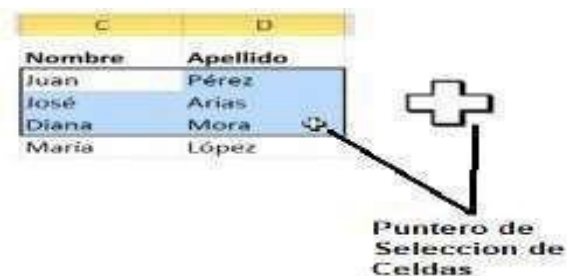 C D
Nombre Apellido
Juan Pérez
José Arias
Diana Mora
María López
Puntero de
Seleccion de
Celdas